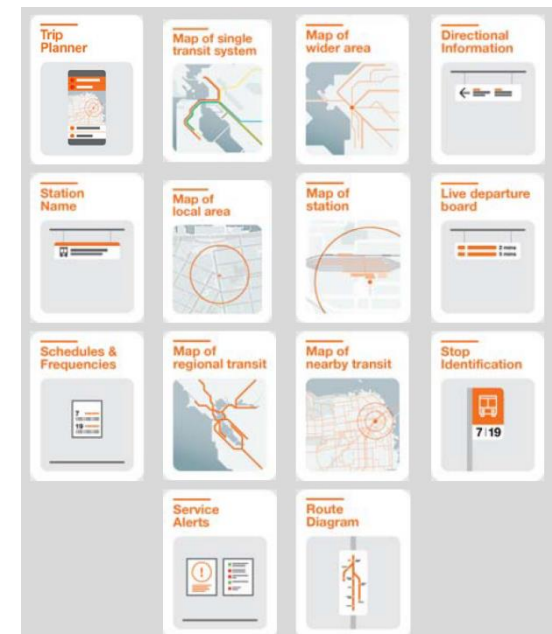 Trip
Planner
Map of single
transit system
Map of
wider area
Directional
Information
Station
Name
Map of
local area
Map of
station
Live departure
board
2 mins
5 mins
Schedules &
Frequencies
7
19
Map of
regional transit
Map of
nearby transit
Stop
Identification
7|19
Service
Alerts
Route
Diagram